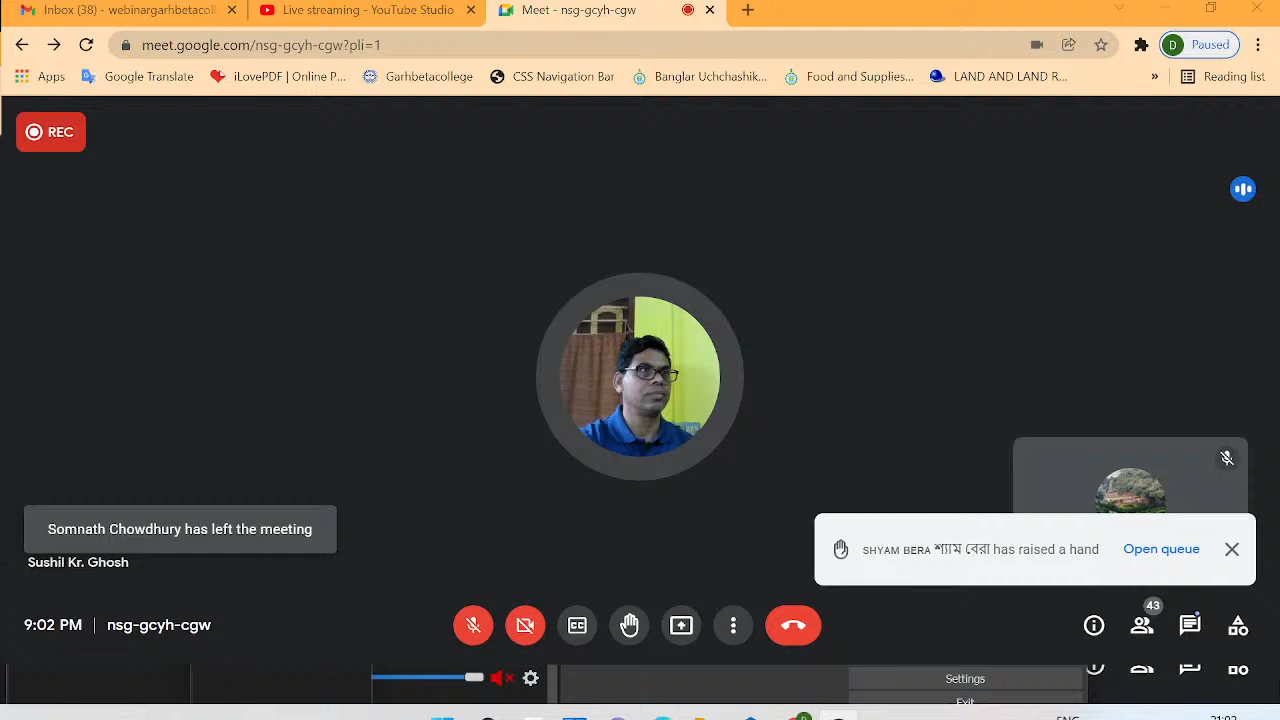 Inbox (38) - webinargarhbetacoll
Live streaming - YouTube Studio
Meet - nsg-gcyh-cgw
meet.google.com/nsg-gcyh-cgw?pli=1
D Paused
Apps
Google Translate
iLovePDF | Online P...
Garhbetacollege
CSS Navigation Bar
Banglar Uchchashik...
Food and Supplies...
LAND AND LAND R...
»
Reading list
REC
Somnath Chowdhury has left the meeting
Sushil Kr. Ghosh
SHYAM BERA শ্যাম বেরা has raised a hand
Open queue
43
9:02 PM | nsg-gcyh-cgw
CC
Settings
Exit